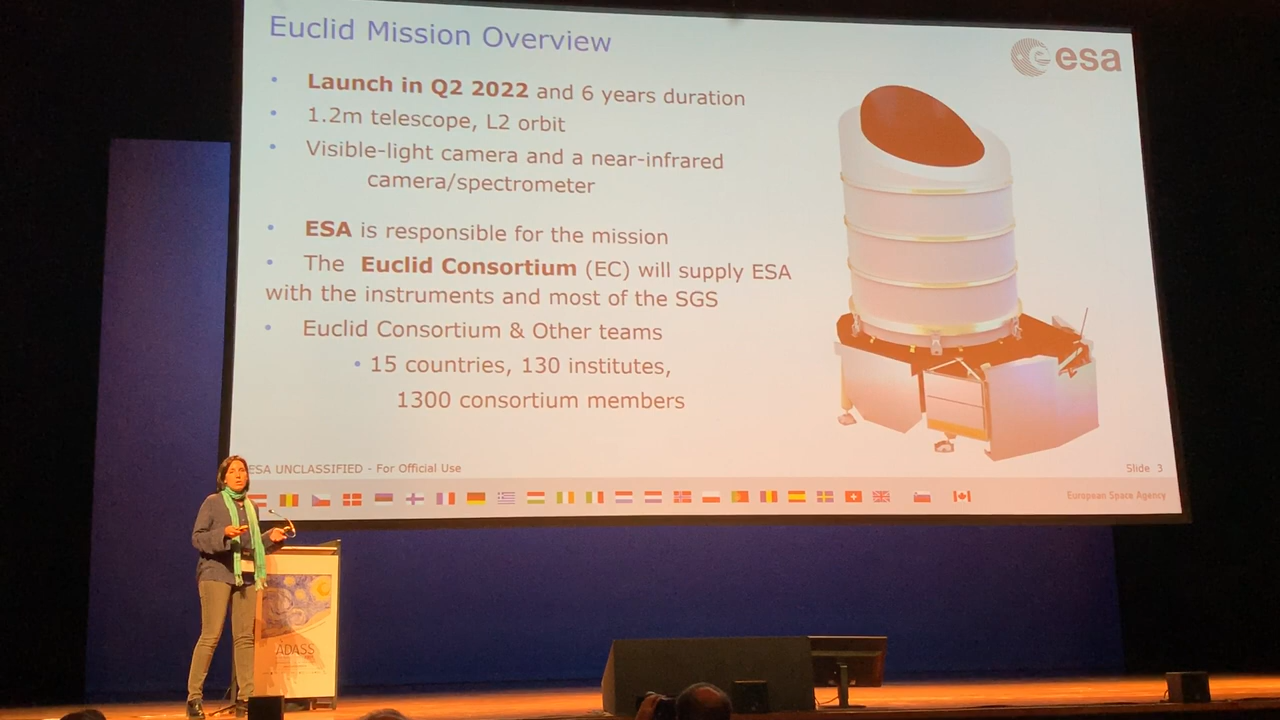 Euclid Mission Overview
esa
• Launch in Q2 2022 and 6 years duration
• 1.2m telescope, L2 orbit
• Visible-light camera and a near-infrared
camera/spectrometer
• ESA is responsible for the mission
• The Euclid Consortium (EC) will supply ESA
with the instruments and most of the SGS
• Euclid Consortium & Other teams
• 15 countries, 130 institutes,
1300 consortium members
ESA UNCLASSIFIED - For Official Use
Slide 3
European Space Agency
ADASS